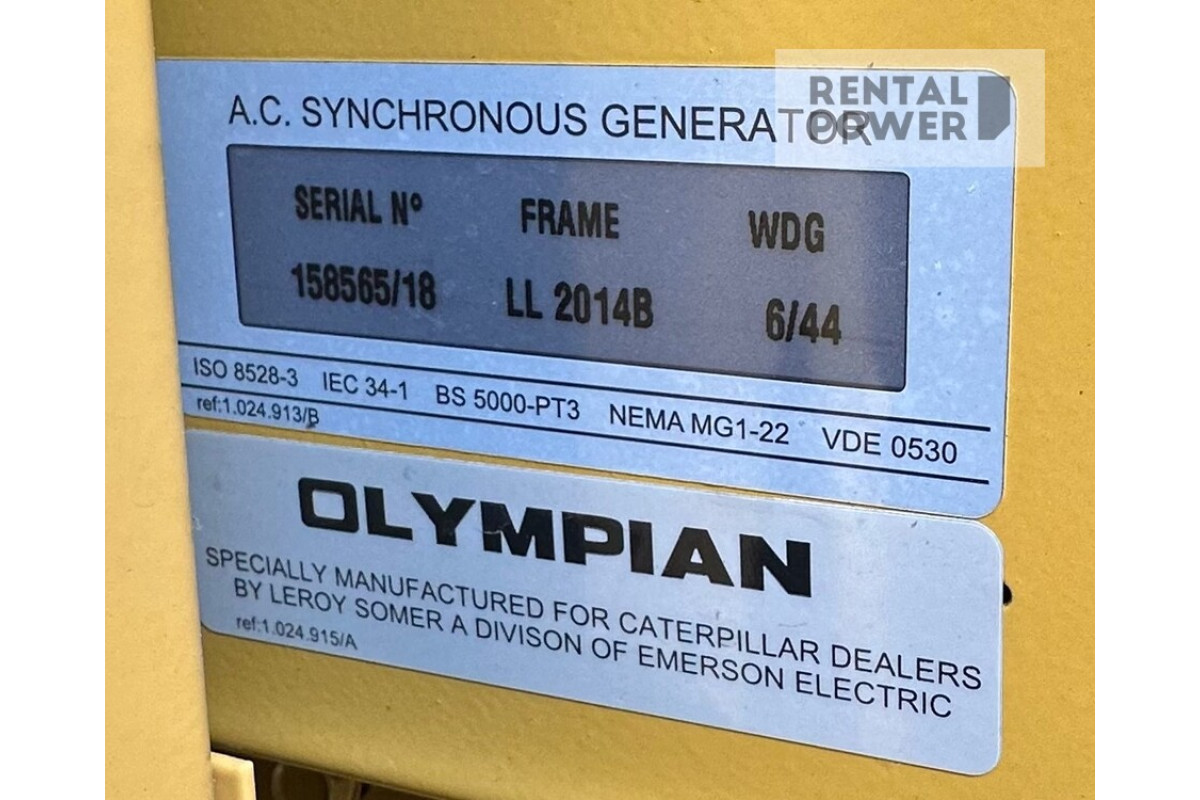 RENTAL
POWER
A.C. SYNCHRONOUS GENERATOR
SERIAL Nº FRAME WDG
158565/18 LL 2014B 6/44
ISO 8528-3 IEC 34-1 BS 5000-PT3 NEMA MG1-22 VDE 0530
ref:1.024.913/B
OLYMPIAN
SPECIALLY MANUFACTURED FOR CATERPILLAR DEALERS
BY LEROY SOMER A DIVISON OF EMERSON ELECTRIC
ref:1.024.915/A